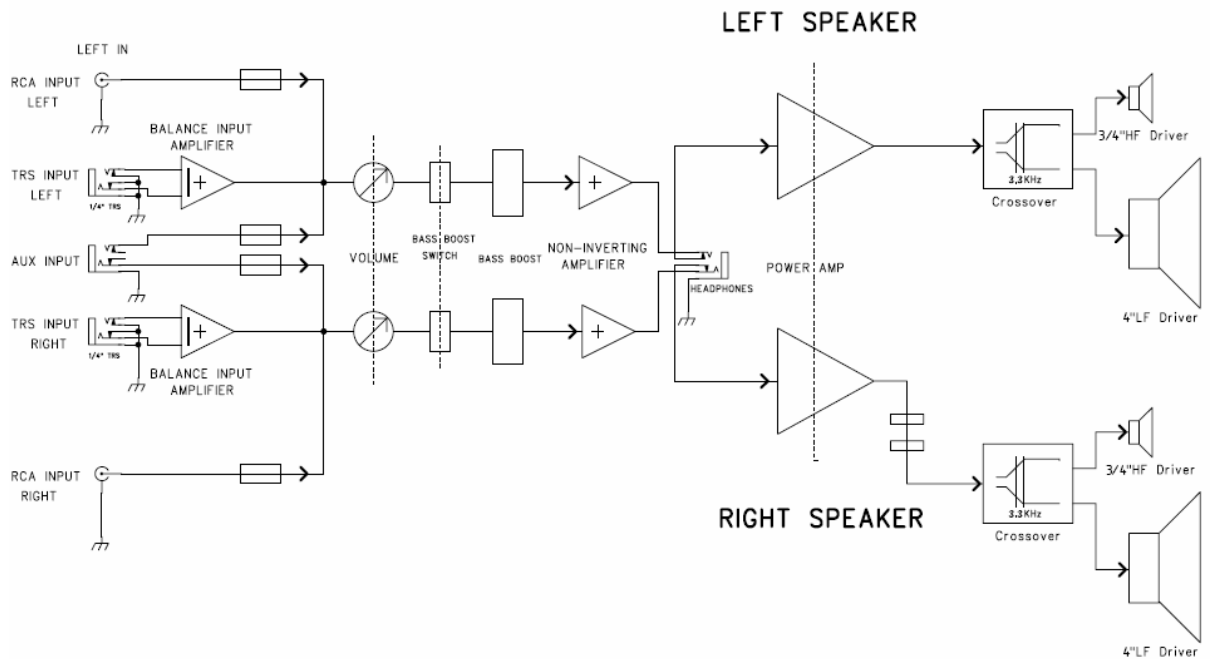 LEFT SPEAKER
LEFT IN
RCA INPUT
LEFT
BALANCE INPUT
AMPLIFIER
TRS INPUT
LEFT
1/4" TRS
AUX INPUT
TRS INPUT
RIGHT
1/4" TRS
BALANCE INPUT
AMPLIFIER
RCA INPUT
RIGHT
VOLUME
BASS BOOST
SWITCH
BASS BOOST
NON-INVERTING
AMPLIFIER
HEADPHONES
POWER AMP
3.3KHz
Crossover
3/4"HF Driver
4"LF Driver
RIGHT SPEAKER
3.3KHz
Crossover
3/4"HF Driver
4"LF Driver